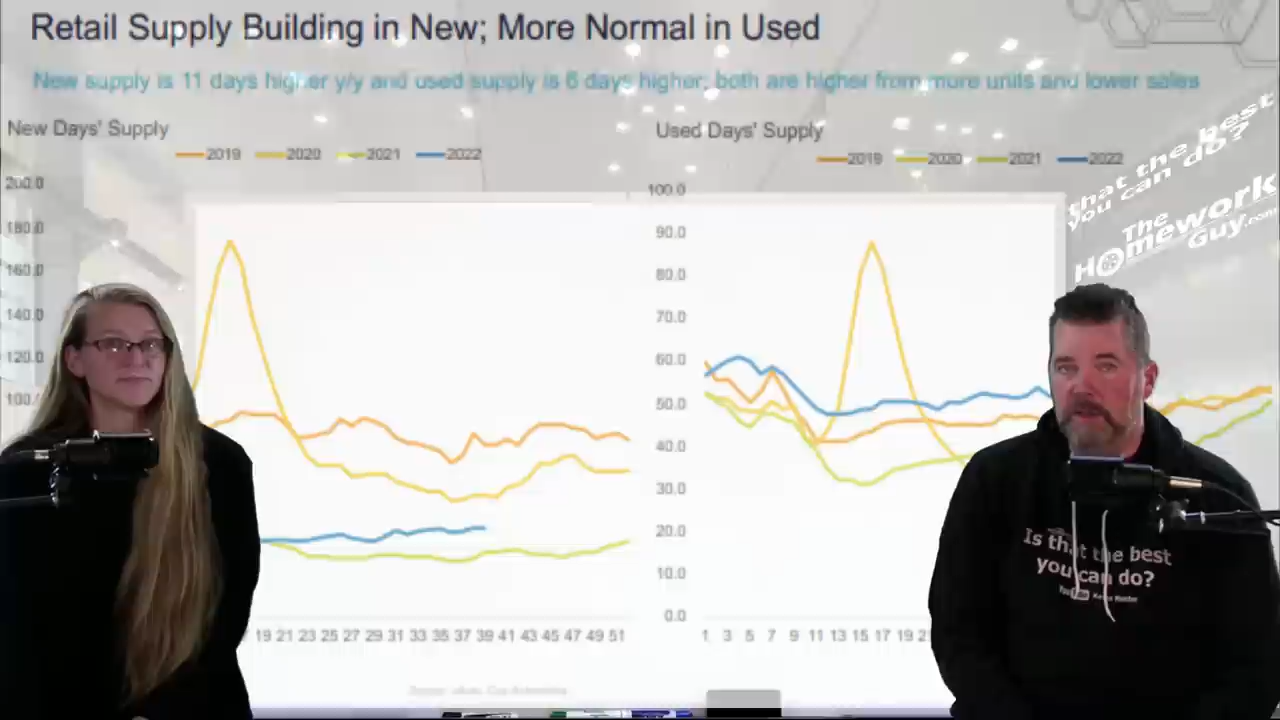 Retail Supply Building in New; More Normal in Used
New supply is 11 days higher y/y and used supply is 6 days higher; both are higher from more units and lower sales
New Days' Supply
2019 2020 2021 2022
200.0
180.0
160.0
140.0
120.0
100.
19 21 23 25 27 29 31 33 35 37 39 41 43 45 47 49 51
Used Days' Supply
2019 2020 2021 2022
100.0
90.0
80.0
70.0
60.0
50.0
40.0
30.0
20.0
10.0
0.0
1 3 5 7 9 11 13 15 17 19 21
that the best
you can do?
The
Homework
Guy.com
Is that the best
you can do?